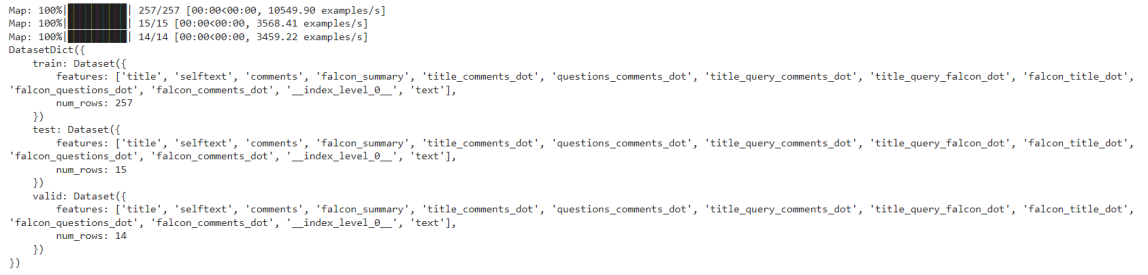 Map: 100%|██████████| 257/257 [00:00<00:00, 10549.90 examples/s]
Map: 100%|██████████| 15/15 [00:00<00:00, 3568.41 examples/s]
Map: 100%|██████████| 14/14 [00:00<00:00, 3459.22 examples/s]
DatasetDict({
    train: Dataset({
        features: ['title', 'selftext', 'comments', 'falcon_summary', 'title_comments_dot', 'questions_comments_dot', 'title_query_comments_dot', 'title_query_falcon_dot', 'falcon_title_dot',
'falcon_questions_dot', 'falcon_comments_dot', '__index_level_0__', 'text'],
        num_rows: 257
    })
    test: Dataset({
        features: ['title', 'selftext', 'comments', 'falcon_summary', 'title_comments_dot', 'questions_comments_dot', 'title_query_comments_dot', 'title_query_falcon_dot', 'falcon_title_dot',
'falcon_questions_dot', 'falcon_comments_dot', '__index_level_0__', 'text'],
        num_rows: 15
    })
    valid: Dataset({
        features: ['title', 'selftext', 'comments', 'falcon_summary', 'title_comments_dot', 'questions_comments_dot', 'title_query_comments_dot', 'title_query_falcon_dot', 'falcon_title_dot',
'falcon_questions_dot', 'falcon_comments_dot', '__index_level_0__', 'text'],
        num_rows: 14
    })
})